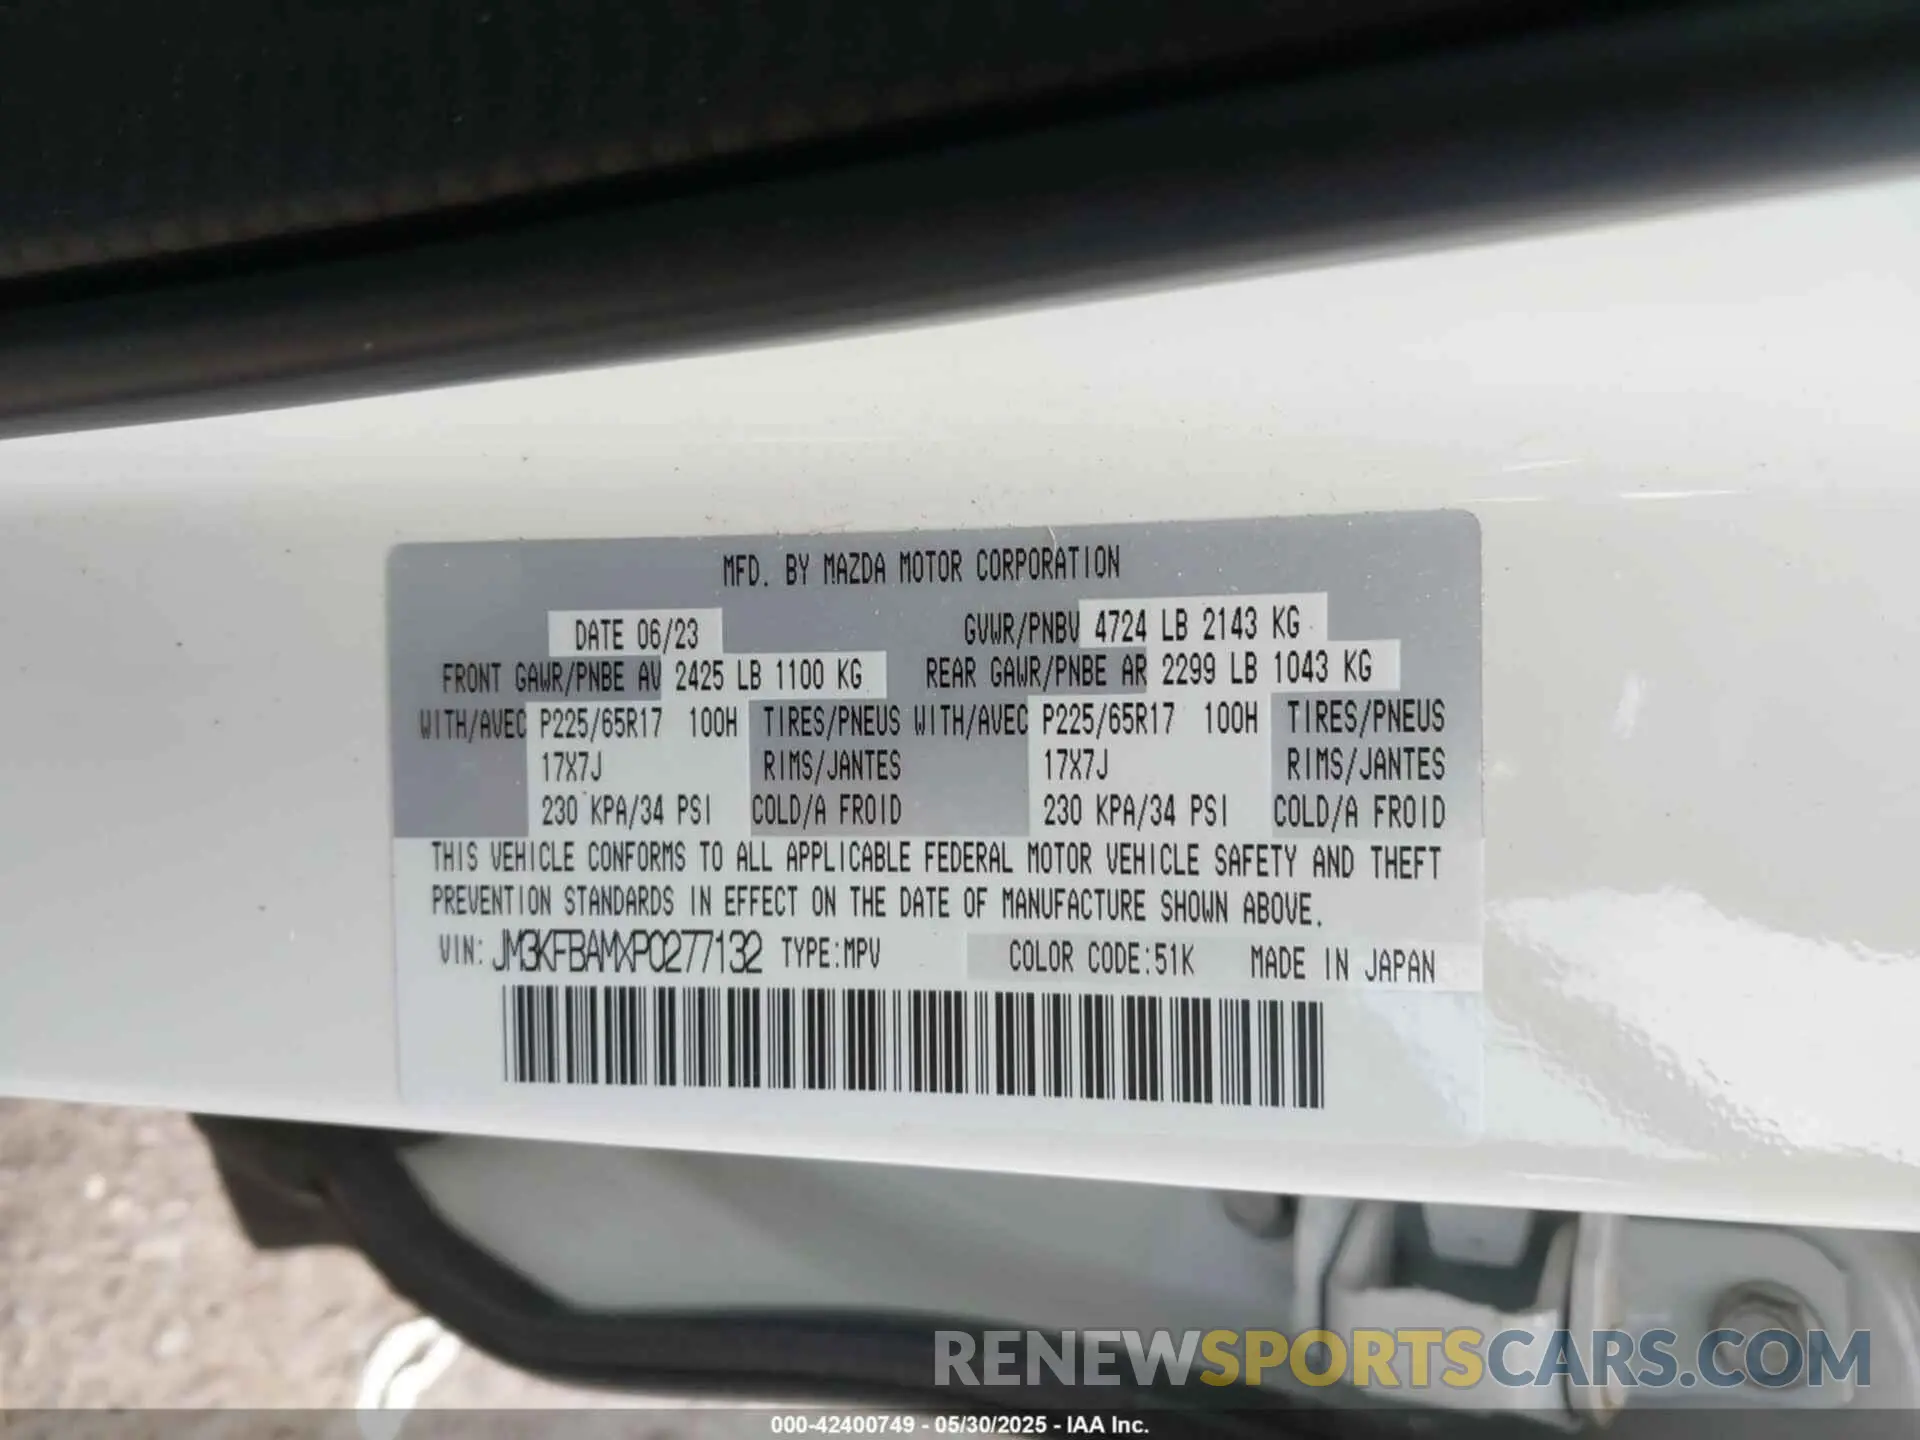 MFD. BY MAZDA MOTOR CORPORATION
DATE 06/23 GVWR/PNBV 4724 LB 2143 KG
FRONT GAWR/PNBE AV 2425 LB 1100 KG REAR GAWR/PNBE AR 2299 LB 1043 KG
WITH/AVEC P225/65R17 100H TIRES/PNEUS WITH/AVEC P225/65R17 100H TIRES/PNEUS
17X7J RIMS/JANTES 17X7J RIMS/JANTES
230 KPA/34 PSI COLD/A FROID 230 KPA/34 PSI COLD/A FROID
THIS VEHICLE CONFORMS TO ALL APPLICABLE FEDERAL MOTOR VEHICLE SAFETY AND THEFT
PREVENTION STANDARDS IN EFFECT ON THE DATE OF MANUFACTURE SHOWN ABOVE.
VIN: JM3KFBAMXP0277132 TYPE:MPV COLOR CODE:51K MADE IN JAPAN
RENEWSPORTSCARS.COM
000-42400749 - 05/30/2025 - IAA Inc.